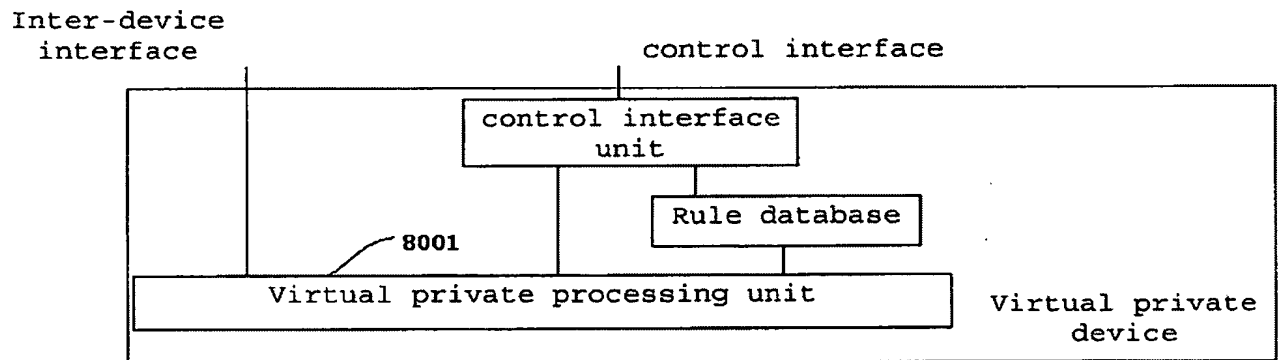 Inter-device
interface
control interface
control interface
unit
Rule database
8001
Virtual private processing unit
Virtual private
device